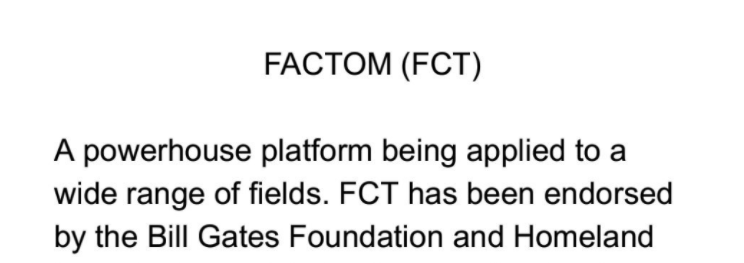 FACTOM (FCT)
A powerhouse platform being applied to a
wide range of fields. FCT has been endorsed
by the Bill Gates Foundation and Homeland